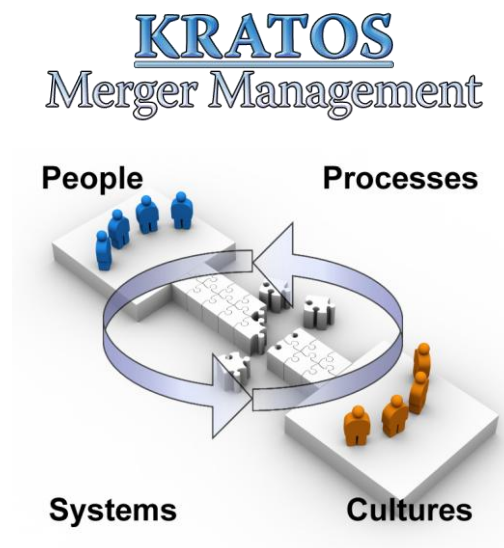 KRATOS
Merger Management
People
Processes
Systems
Cultures